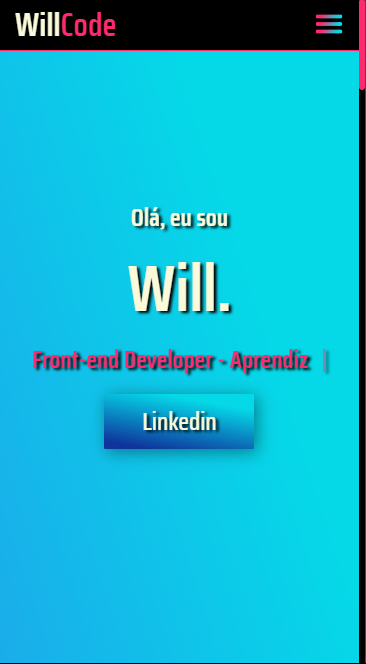 WillCode
Olá, eu sou
Will.
Front-end Developer - Aprendiz |
Linkedin